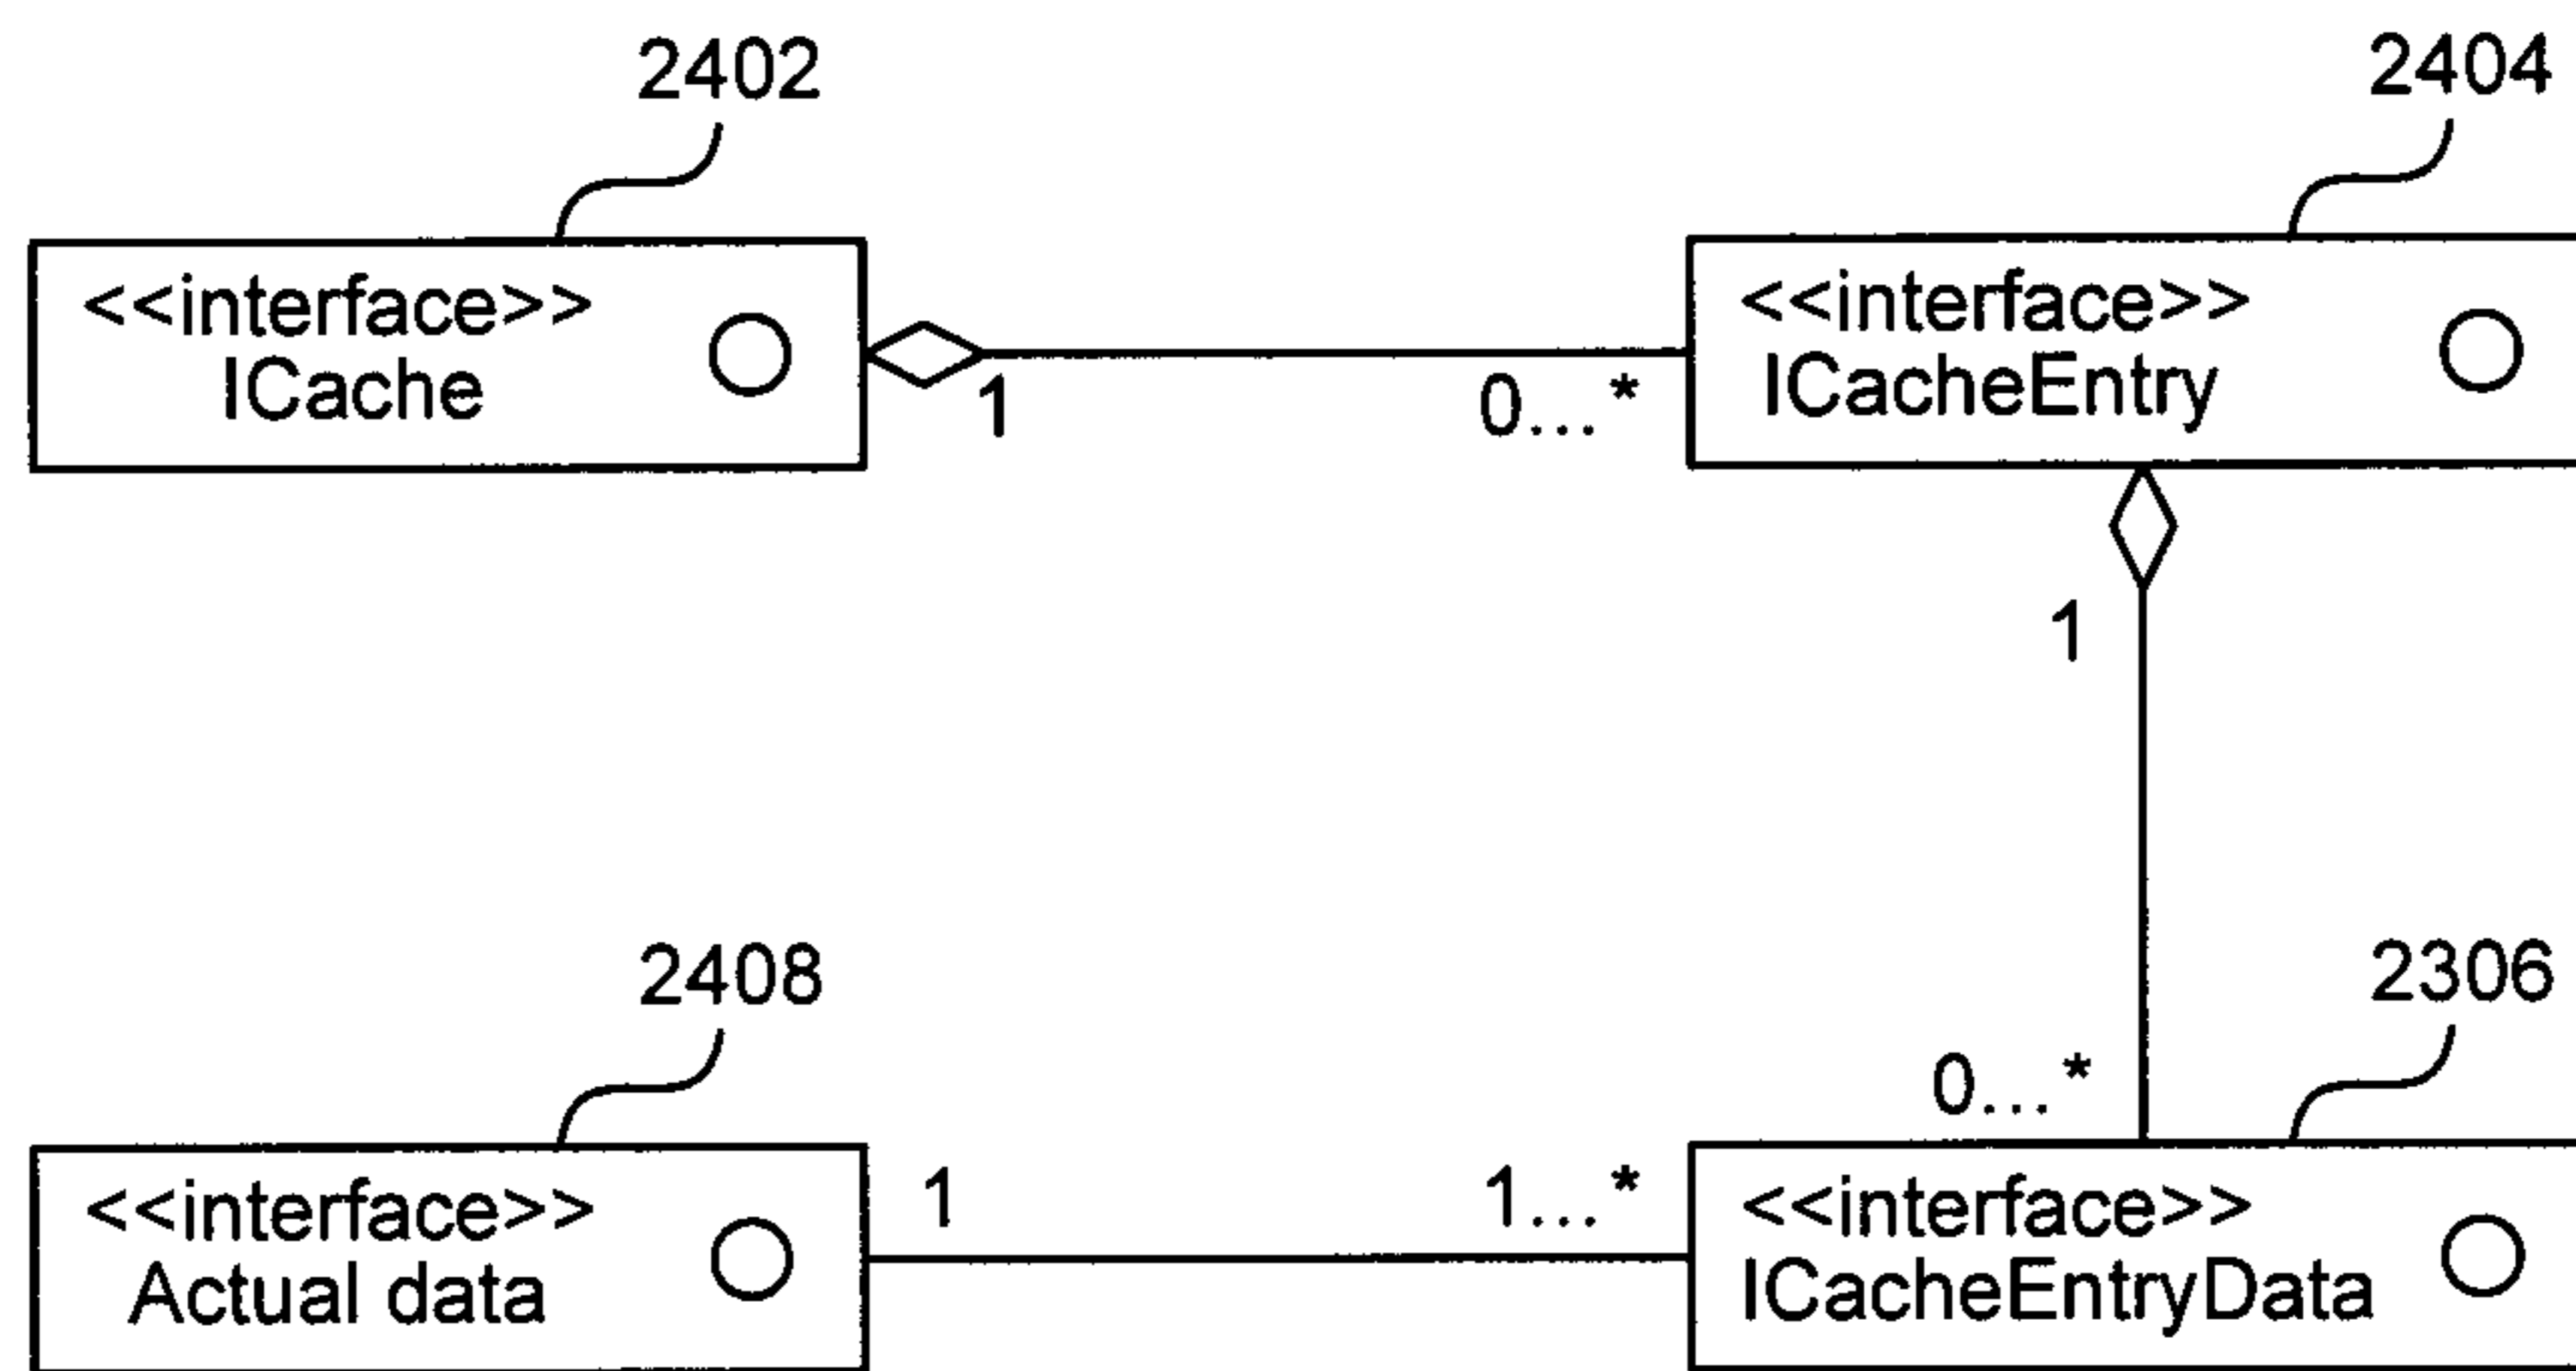 2402
2404
<<interface>>
ICache
1
0...*
<<interface>>
ICacheEntry
1
2408
2306
0...*
<<interface>>
Actual data
1
1...*
<<interface>>
ICacheEntryData